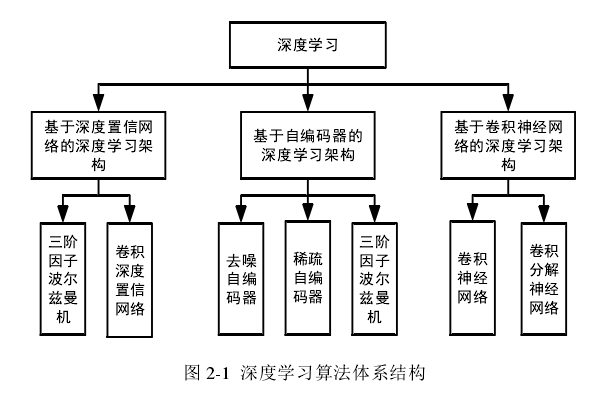 深度学习
基于深度置信网
络的深度学习架
构
基于自编码器的
深度学习架构
基于卷积神经网
络的深度学习架
构
三阶
因子
波尔
兹曼
机
卷积
深度
置信
网络
去噪
自编
码器
稀疏
自编
码器
三阶
因子
波尔
兹曼
机
卷积
神经
网络
卷积
分解
神经
网络
图 2-1 深度学习算法体系结构